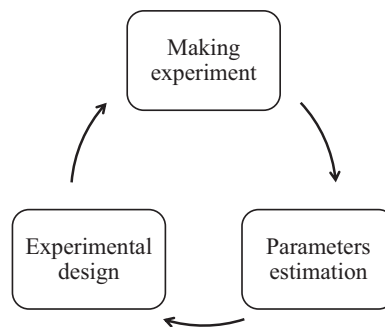 Making
experiment
Experimental
design
Parameters
estimation